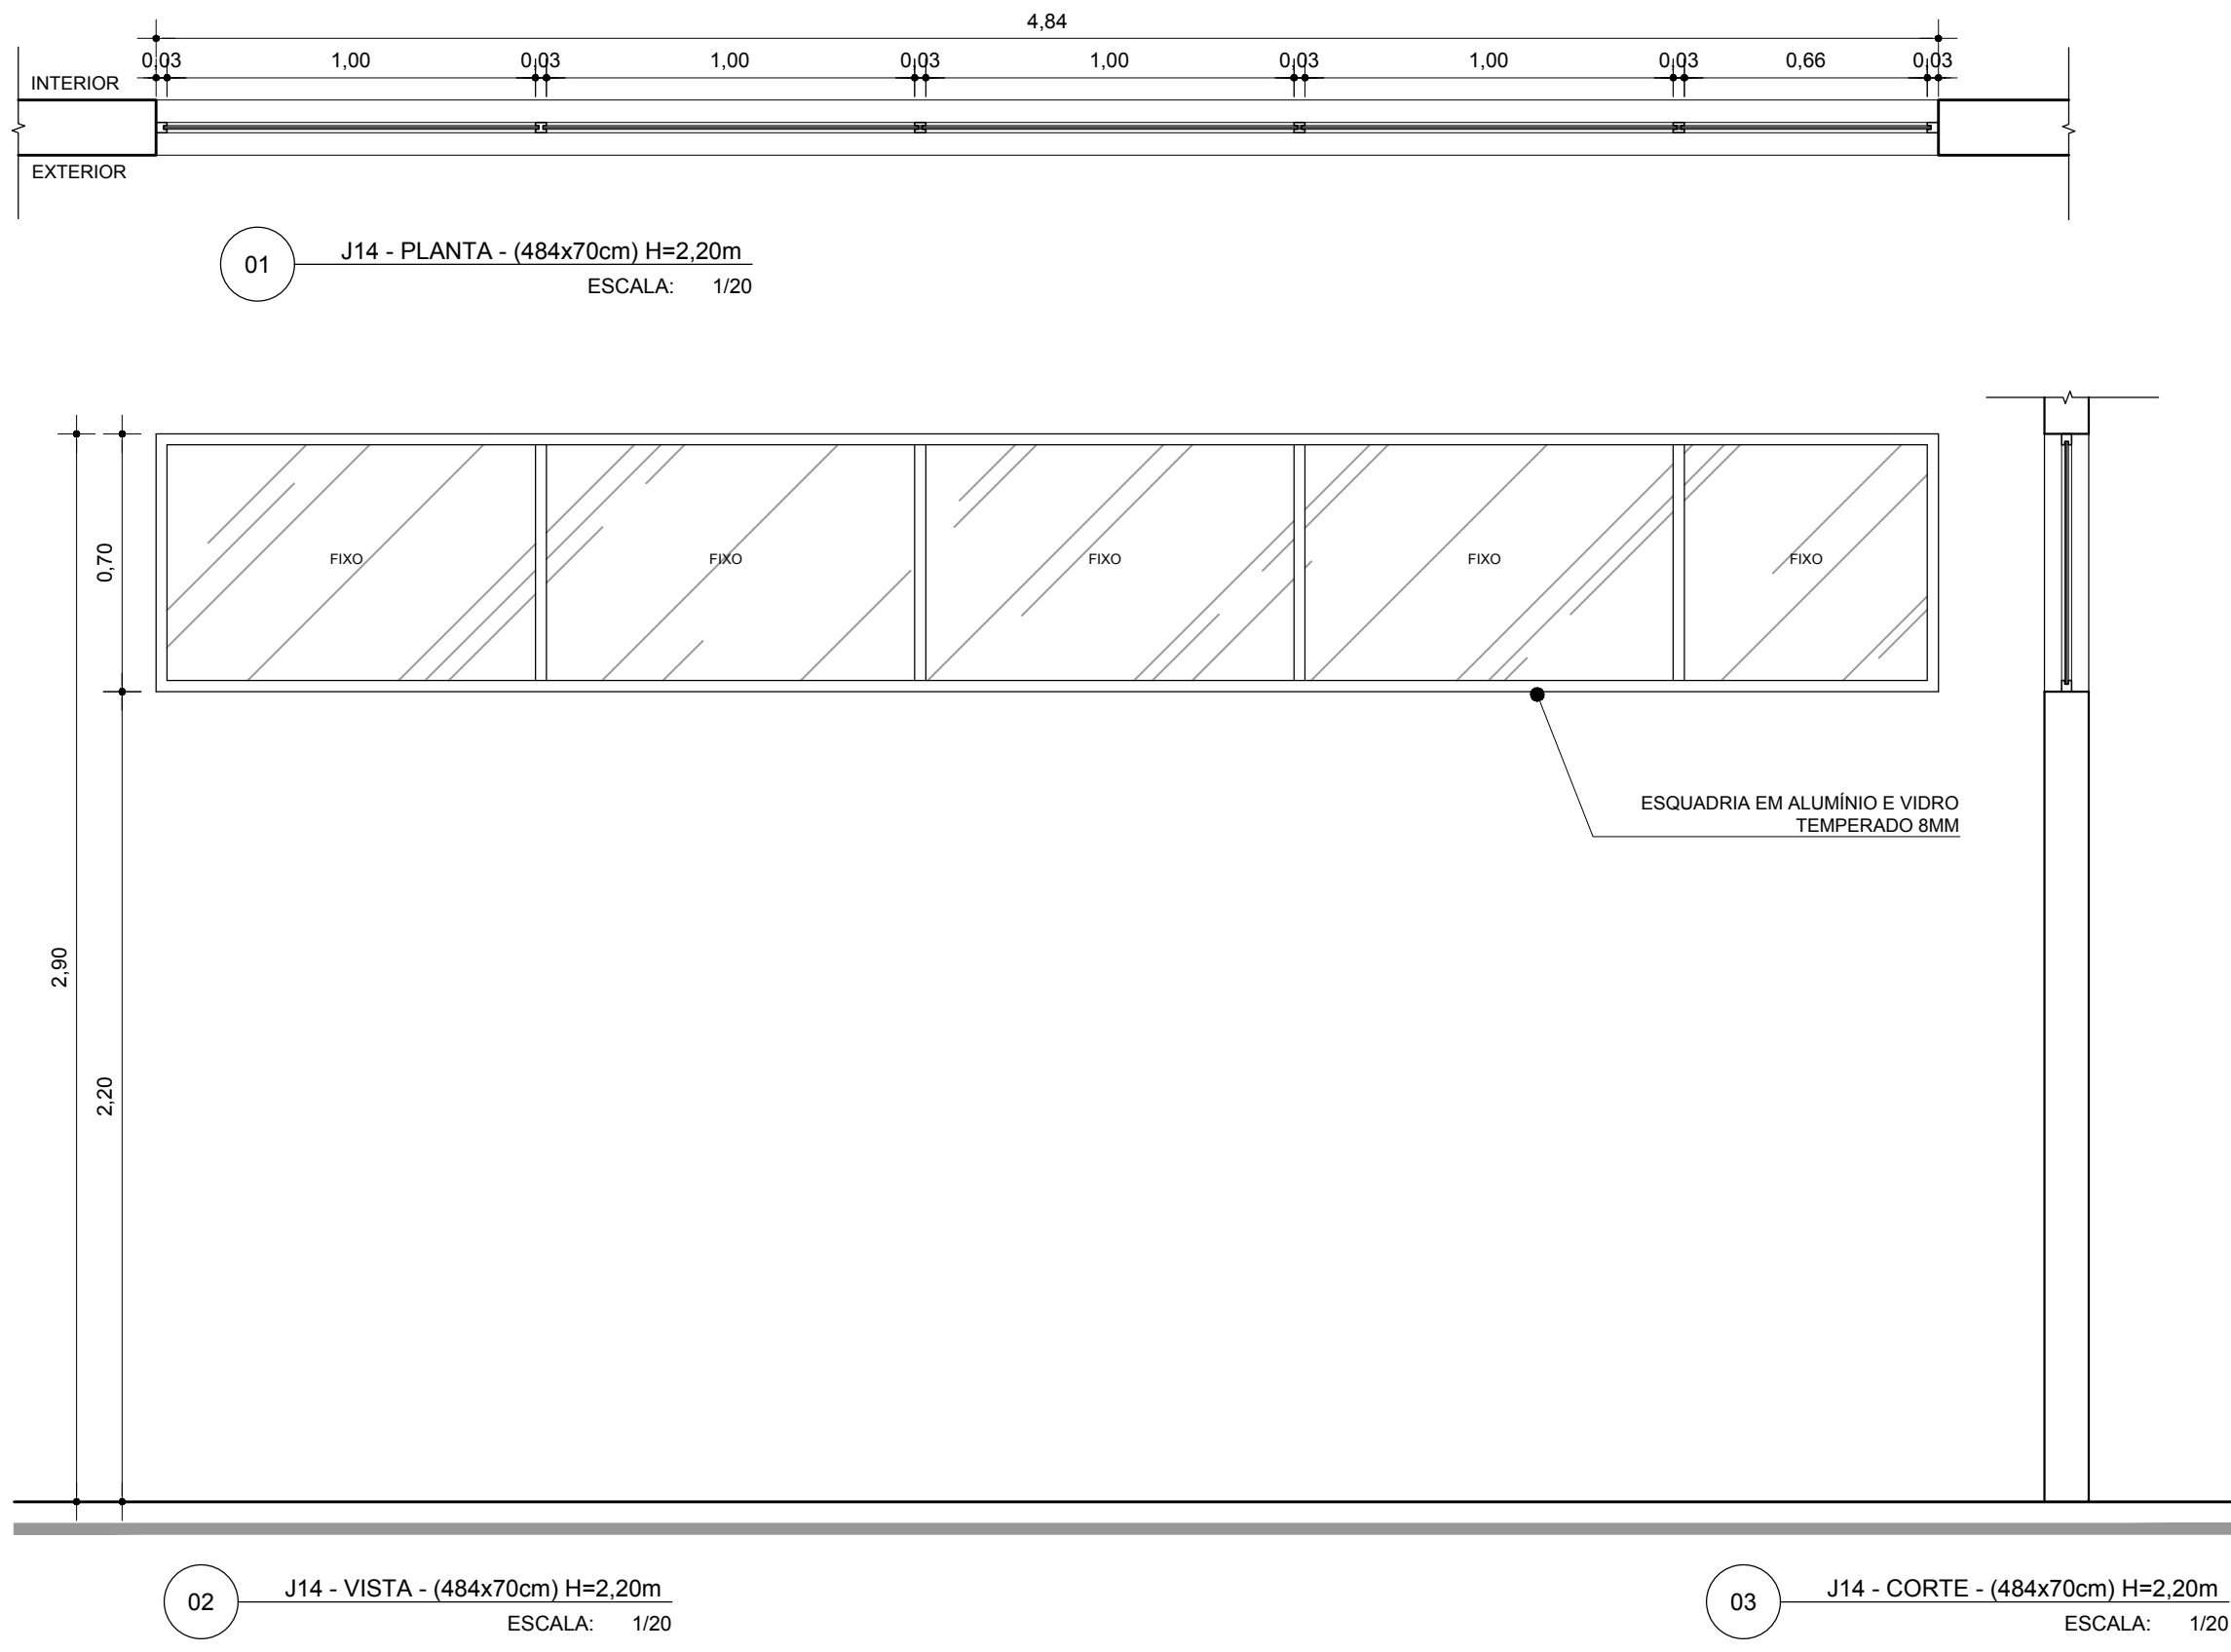 4,84
0,03 1,00 0,03 1,00 0,03 1,00 0,03 1,00 0,03 0,66 0,03
INTERIOR
EXTERIOR
01
J14 - PLANTA - (484x70cm) H=2,20m
ESCALA: 1/20
0,70
FIXO FIXO FIXO FIXO FIXO
ESQUADRIA EM ALUMÍNIO E VIDRO
TEMPERADO 8MM
2,90
2,20
02
J14 - VISTA - (484x70cm) H=2,20m
ESCALA: 1/20
03
J14 - CORTE - (484x70cm) H=2,20m
ESCALA: 1/20